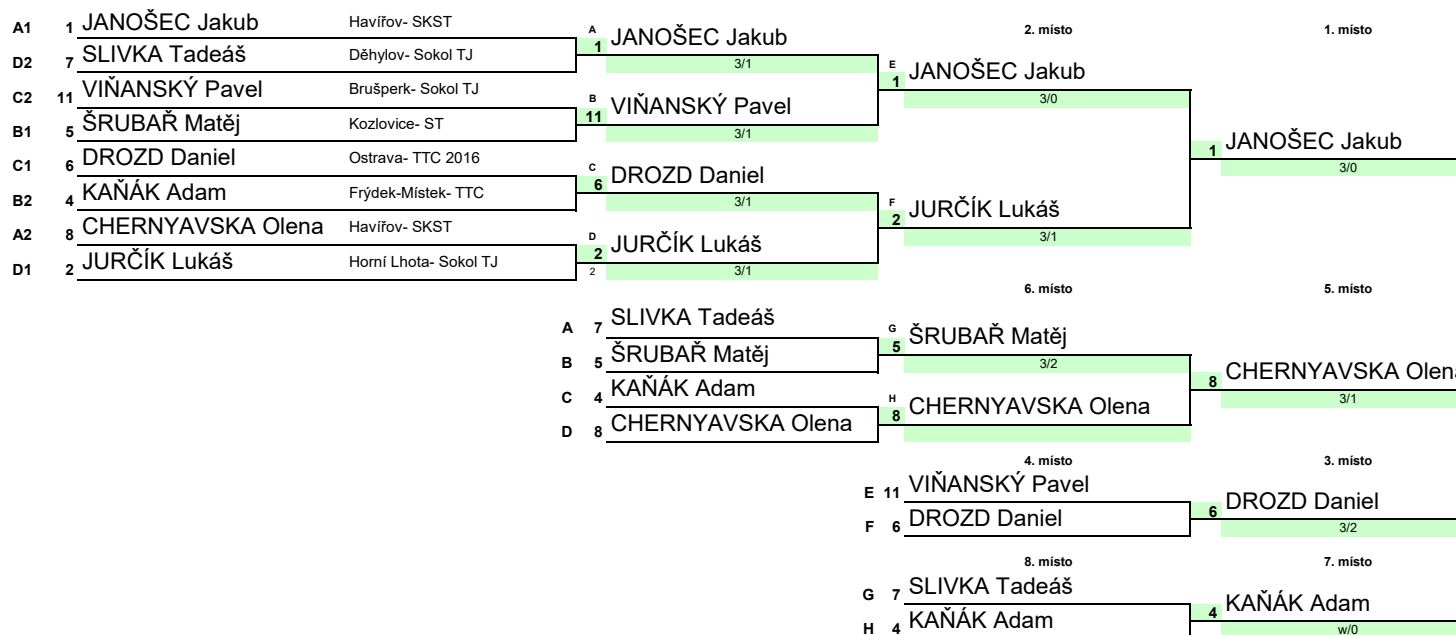 A1 1 JANOŠEC Jakub Havířov- SKST
D2 7 SLIVKA Tadeáš Děhylov- Sokol TJ
C2 11 VIŇANSKÝ Pavel Brušperk- Sokol TJ
B1 5 ŠRUBAŘ Matěj Kozlovice- ST
C1 6 DROZD Daniel Ostrava- TTC 2016
B2 4 KAŇÁK Adam Frýdek-Místek- TTC
A2 8 CHERNYAVSKA Olena Havířov- SKST
D1 2 JURČÍK Lukáš Horní Lhota- Sokol TJ
A
1 JANOŠEC Jakub
3/1
B
11 VIŇANSKÝ Pavel
3/1
C
6 DROZD Daniel
3/1
D
2 JURČÍK Lukáš
2 3/1
2. místo
E
1 JANOŠEC Jakub
3/0
F
2 JURČÍK Lukáš
3/1
1. místo
1 JANOŠEC Jakub
3/0
A 7 SLIVKA Tadeáš
B 5 ŠRUBAŘ Matěj
C 4 KAŇÁK Adam
D 8 CHERNYAVSKA Olena
6. místo
G
5 ŠRUBAŘ Matěj
3/2
H
8 CHERNYAVSKA Olena
5. místo
8 CHERNYAVSKA Olena
3/1
4. místo
E 11 VIŇANSKÝ Pavel
F 6 DROZD Daniel
3. místo
6 DROZD Daniel
3/2
8. místo
G 7 SLIVKA Tadeáš
H 4 KAŇÁK Adam
7. místo
4 KAŇÁK Adam
w/0